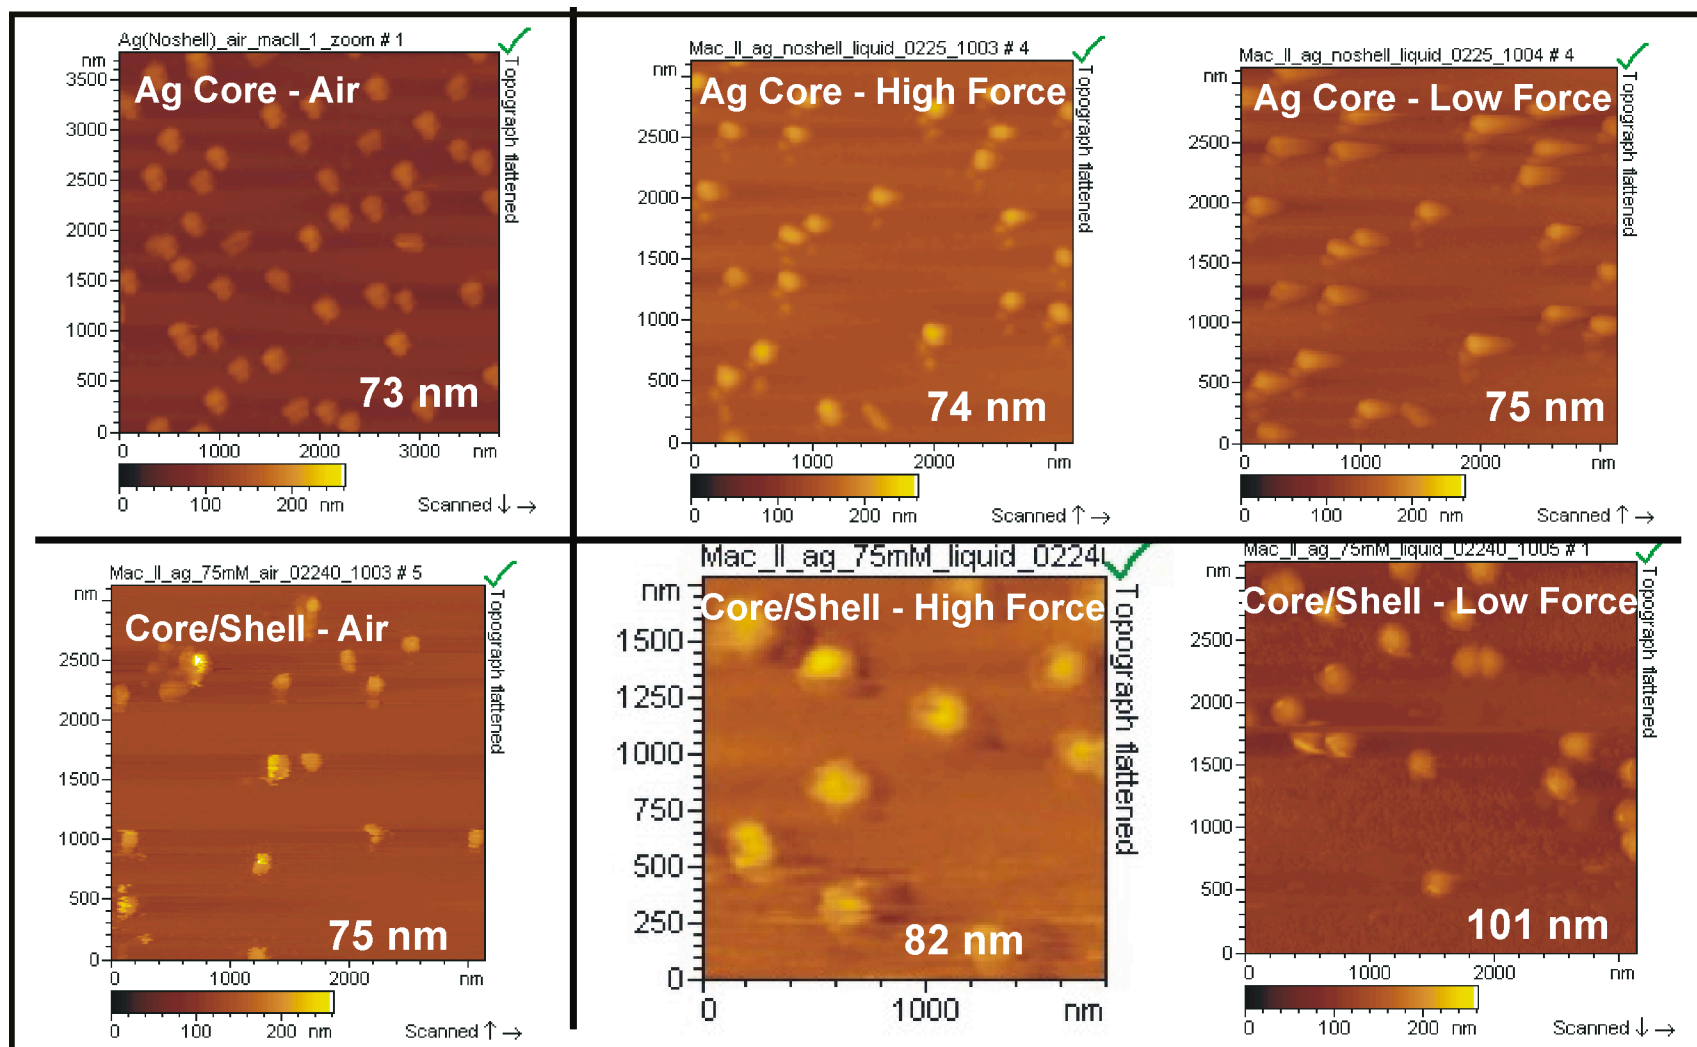 Ag(Noshell)_air_macII_1_zoom # 1
nm
3500
3000
2500
2000
1500
1000
500
0
Ag Core - Air
73 nm
Topograph flattened
0 1000 2000 3000 nm
0 100 200 nm
Scanned ↓ →
Mac_II_ag_noshell_liquid_0225_1003 # 4
nm
2500
2000
1500
1000
500
0
Ag Core - High Force
74 nm
Topograph flattened
0 1000 2000 nm
0 100 200 nm
Scanned ↑ →
Mac_II_ag_noshell_liquid_0225_1004 # 4
nm
2500
2000
1500
1000
500
0
Ag Core - Low Force
75 nm
Topograph flattened
0 1000 2000 nm
0 100 200 nm
Scanned ↑ →
Mac_II_ag_75mM_air_02240_1003 # 5
nm
2500
2000
1500
1000
500
0
Core/Shell - Air
75 nm
Topograph flattened
0 1000 2000 nm
0 100 200 nm
Scanned ↑ →
Mac_II_ag_75mM_liquid_0224
nm
1500
1250
1000
750
500
250
0
Core/Shell - High Force
82 nm
Topograph flattened
0 1000 nm
Mac_II_ag_75mM_liquid_02240_1005 # 1
nm
2500
2000
1500
1000
500
0
Core/Shell - Low Force
101 nm
Topograph flattened
0 1000 2000 nm
0 100 200 nm
Scanned ↓ →